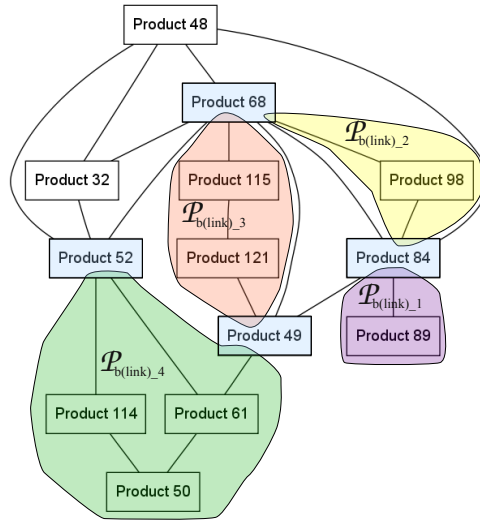 Product 48
Product 68
𝒫b(link)_2
Product 32
Product 115
Product 98
𝒫b(link)_3
Product 52
Product 121
Product 84
𝒫b(link)_1
Product 49
Product 89
𝒫b(link)_4
Product 114
Product 61
Product 50